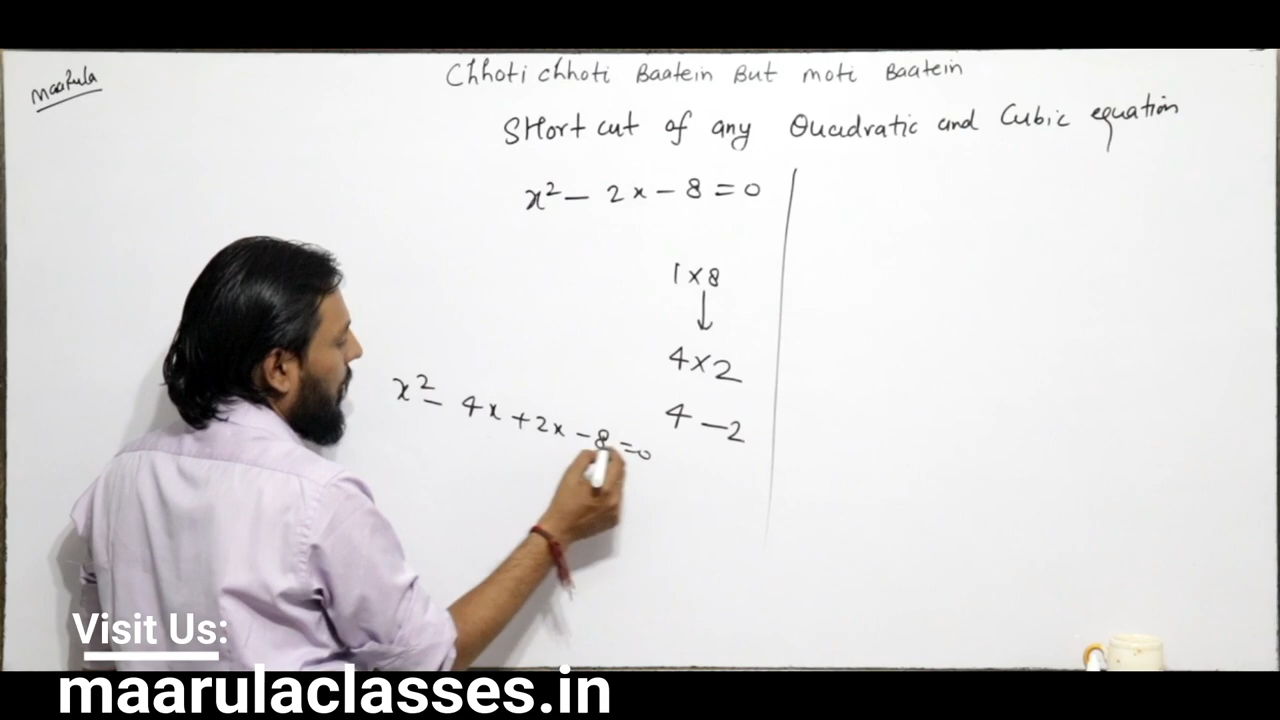 Maarula
Chhoti chhoti Baatein But moti Baatein
SHort cut of any Quadratic and Cubic equation
x² - 2x - 8 = 0
1 x 8
↓
4 x 2
4 - 2
x² - 4x + 2x - 8 = 0
Visit Us:
maarulaclasses.in